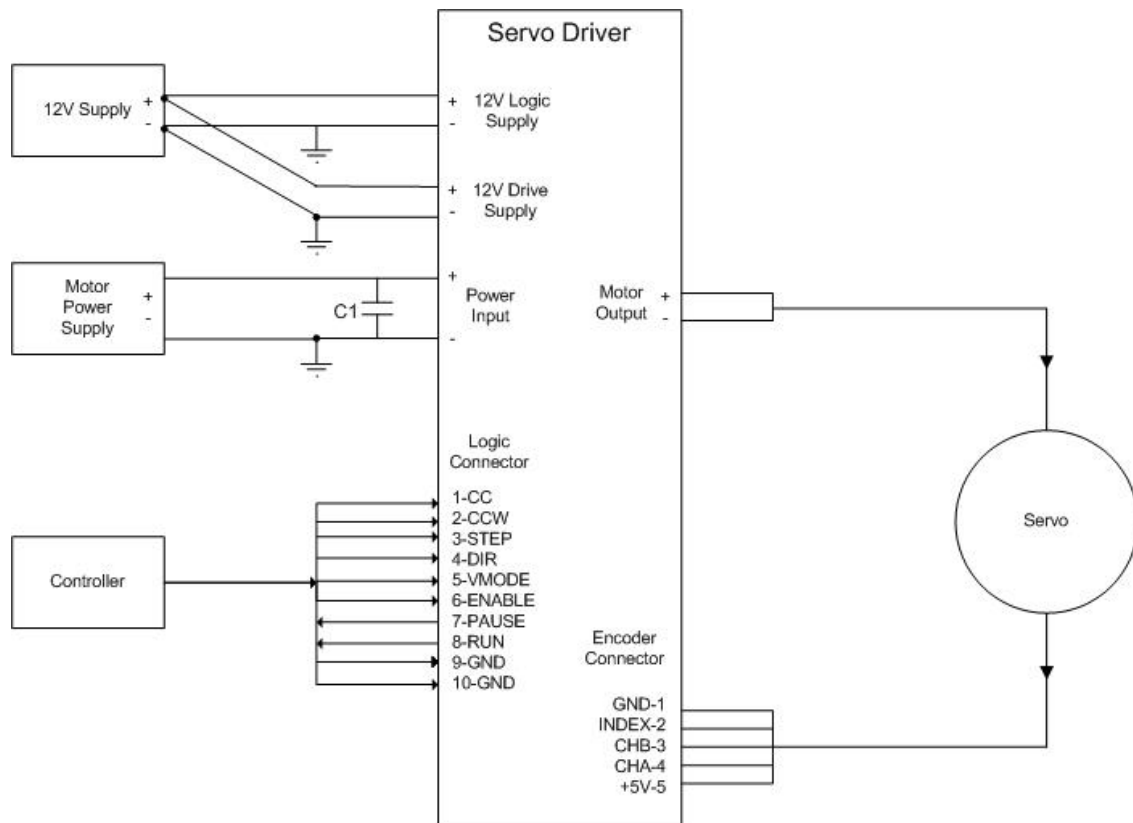 Servo Driver
12V Supply
+
-
+
-
12V Logic
Supply
+
-
12V Drive
Supply
Motor
Power
Supply
+
-
C1
+
-
Power
Input
Motor
Output
+
-
Logic
Connector
1-CC
2-CCW
3-STEP
4-DIR
5-VMODE
6-ENABLE
7-PAUSE
8-RUN
9-GND
10-GND
Controller
Servo
Encoder
Connector
GND-1
INDEX-2
CHB-3
CHA-4
+5V-5